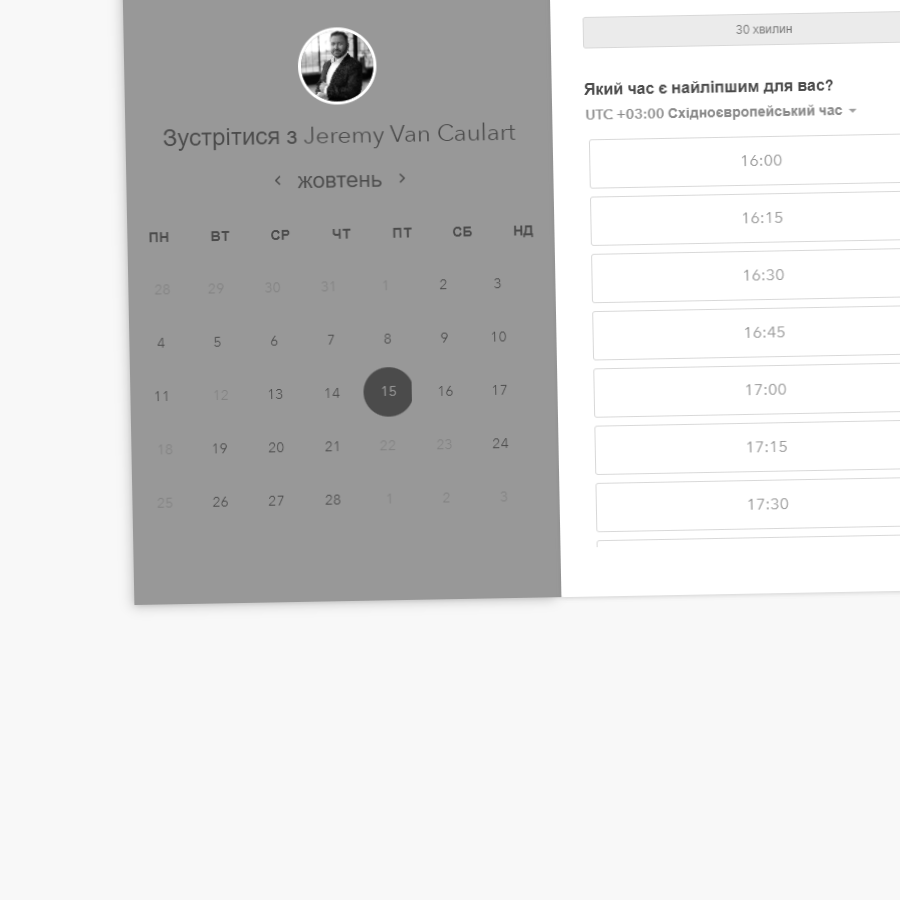 Зустрітися з Jeremy Van Caulart
‹ жовтень ›
ПН ВТ СР ЧТ ПТ СБ НД
28 29 30 31 1 2 3
4 5 6 7 8 9 10
11 12 13 14 15 16 17
18 19 20 21 22 23 24
25 26 27 28 1 2 3
30 хвилин
Який час є найліпшим для вас?
UTC +03:00 Східноєвропейський час
16:00
16:15
16:30
16:45
17:00
17:15
17:30